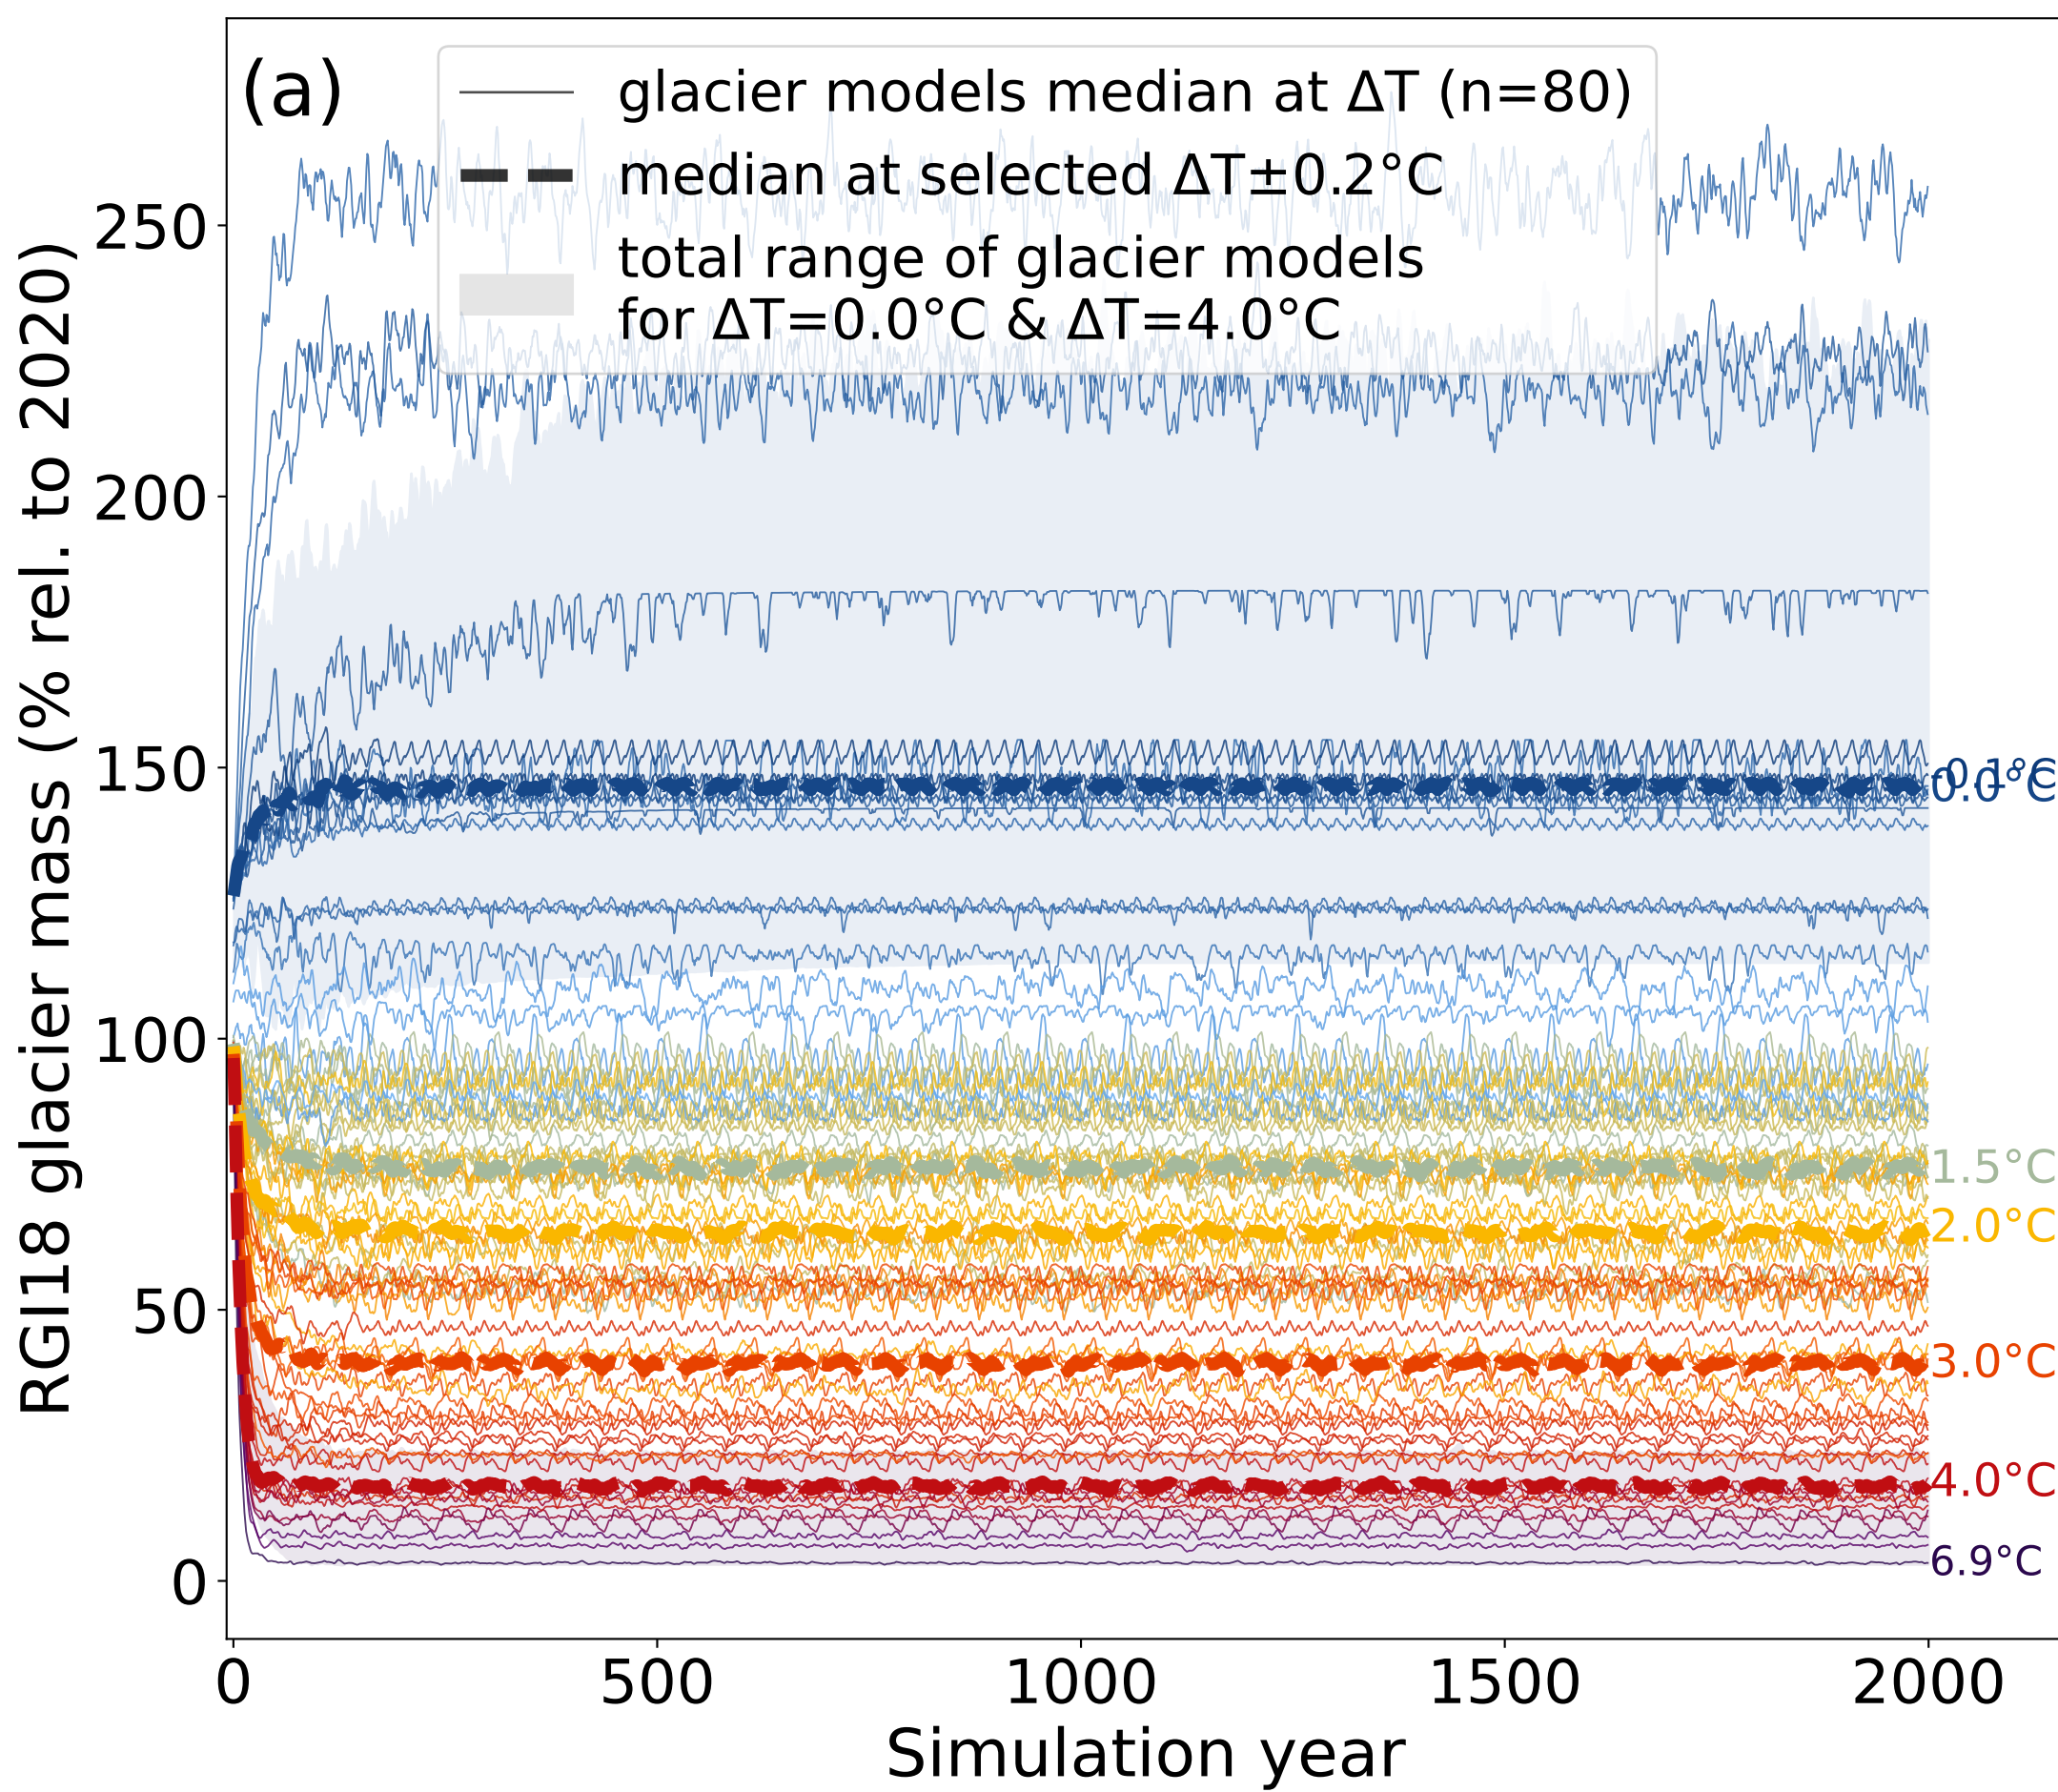 (a)
glacier models median at ΔT (n=80)
median at selected ΔT±0.2°C
total range of glacier models
for ΔT=0.0°C & ΔT=4.0°C
RGI18 glacier mass (% rel. to 2020)
250
200
150
100
50
0
-0.1°C
0.0°C
1.5°C
2.0°C
3.0°C
4.0°C
6.9°C
0 500 1000 1500 2000
Simulation year